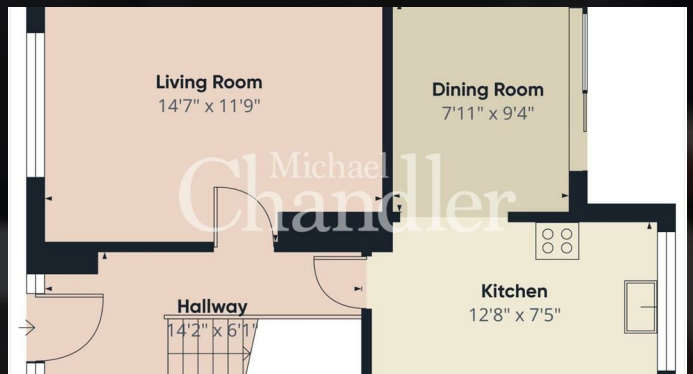 Living Room
14'7" x 11'9"
Dining Room
7'11" x 9'4"
Michael
Chandler
Kitchen
12'8" x 7'5"
Hallway
14'2" x 6'1"